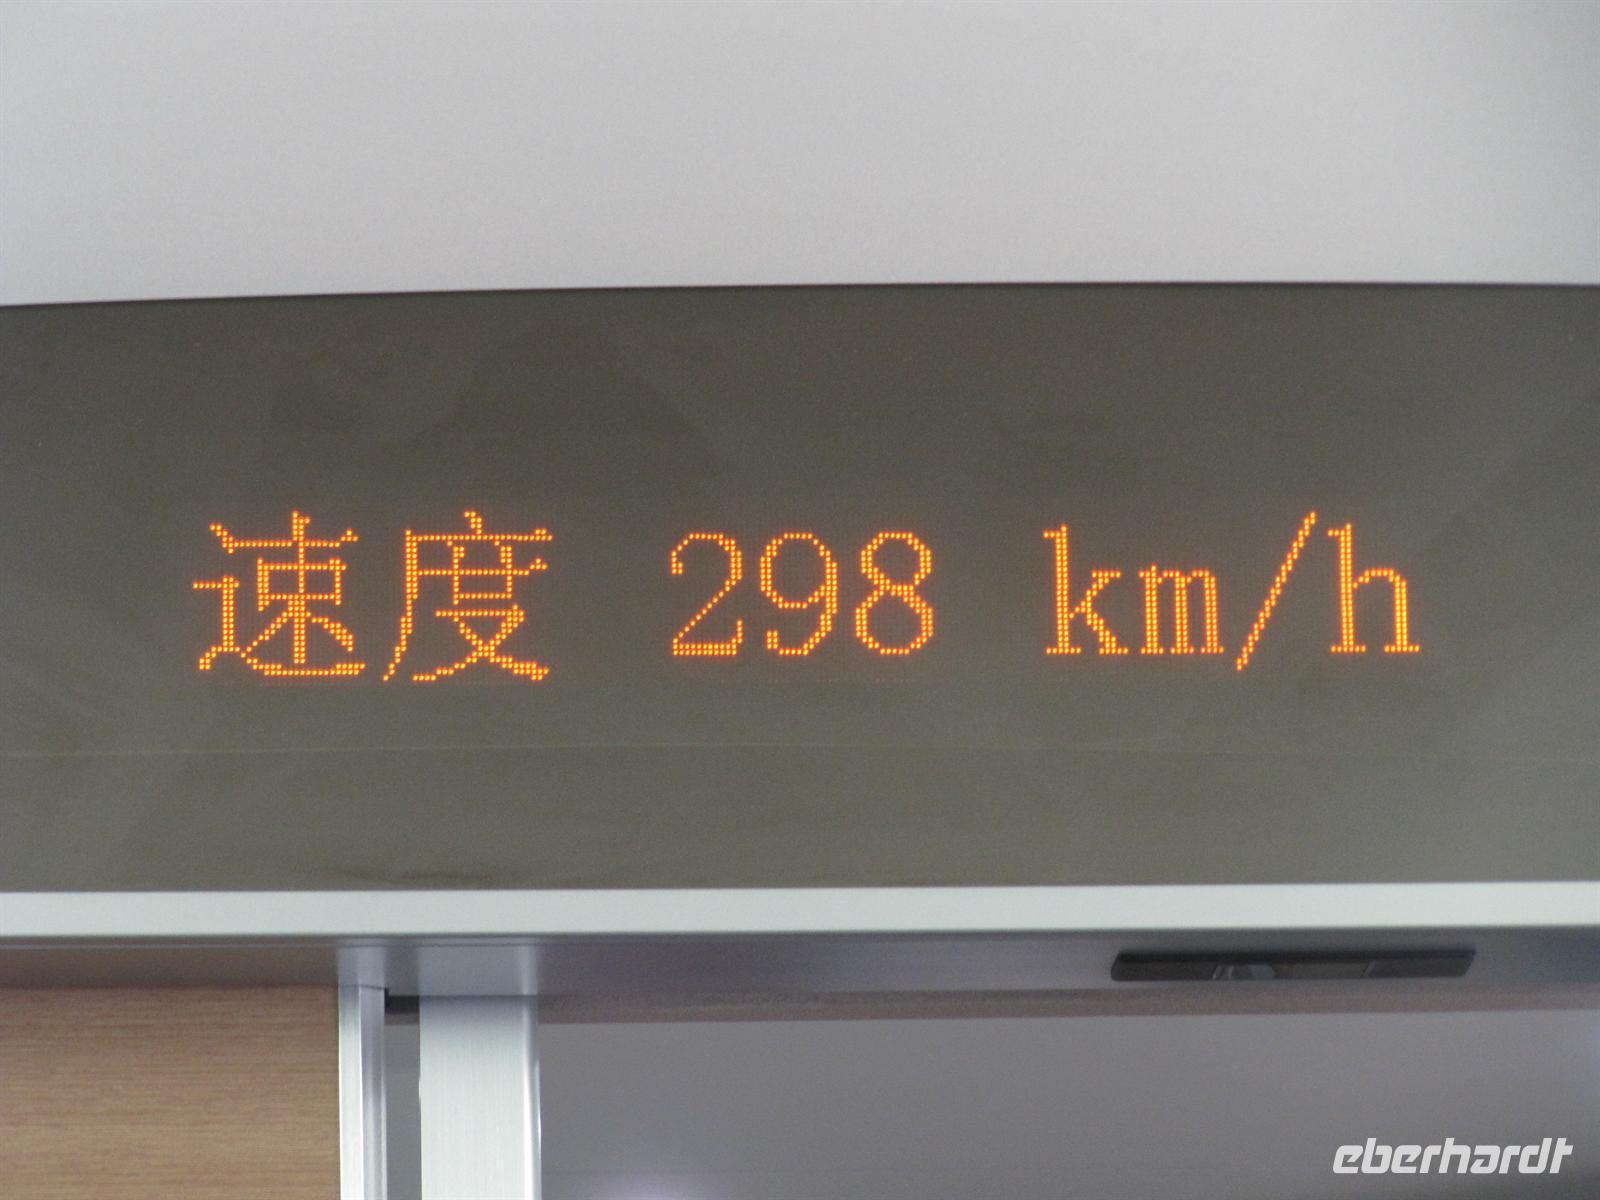 速度 298 km/h
eberhardt